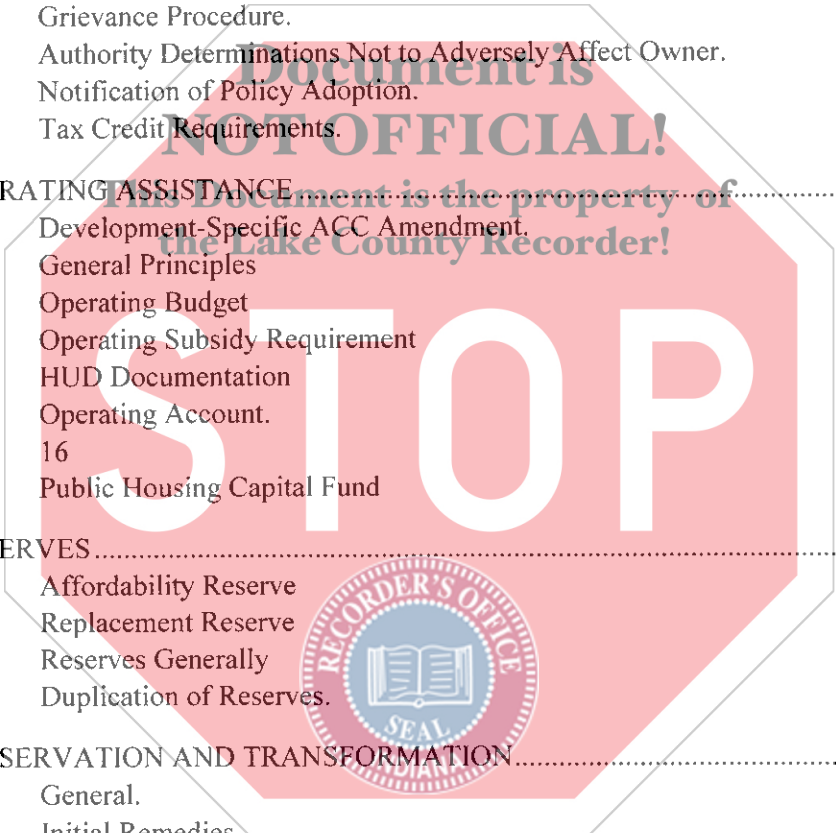 Grievance Procedure.
Authority Determinations Not to Adversely Affect Owner.
Document is
Notification of Policy Adoption.
Tax Credit Requirements.
NOT OFFICIAL!
RATING ASSISTANCE
This Document is the property of
Development-Specific ACC Amendment.
the Lake County Recorder!
General Principles
Operating Budget
Operating Subsidy Requirement
HUD Documentation
Operating Account.
16
Public Housing Capital Fund
STOP
ERVES
Affordability Reserve
Replacement Reserve
Reserves Generally
Duplication of Reserves.
RECORDER'S OFFICE
SEAL
INDIANA
SERVATION AND TRANSFORMATION
General.
Initial Remedies